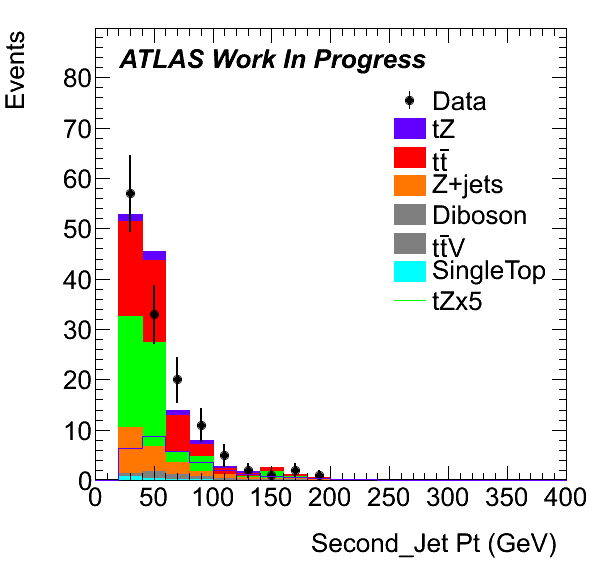 Events
ATLAS Work In Progress
Data
tZ
tt̄
Z+jets
Diboson
tt̄V
SingleTop
tZx5
80
70
60
50
40
30
20
10
0
0 50 100 150 200 250 300 350 400
Second_Jet Pt (GeV)